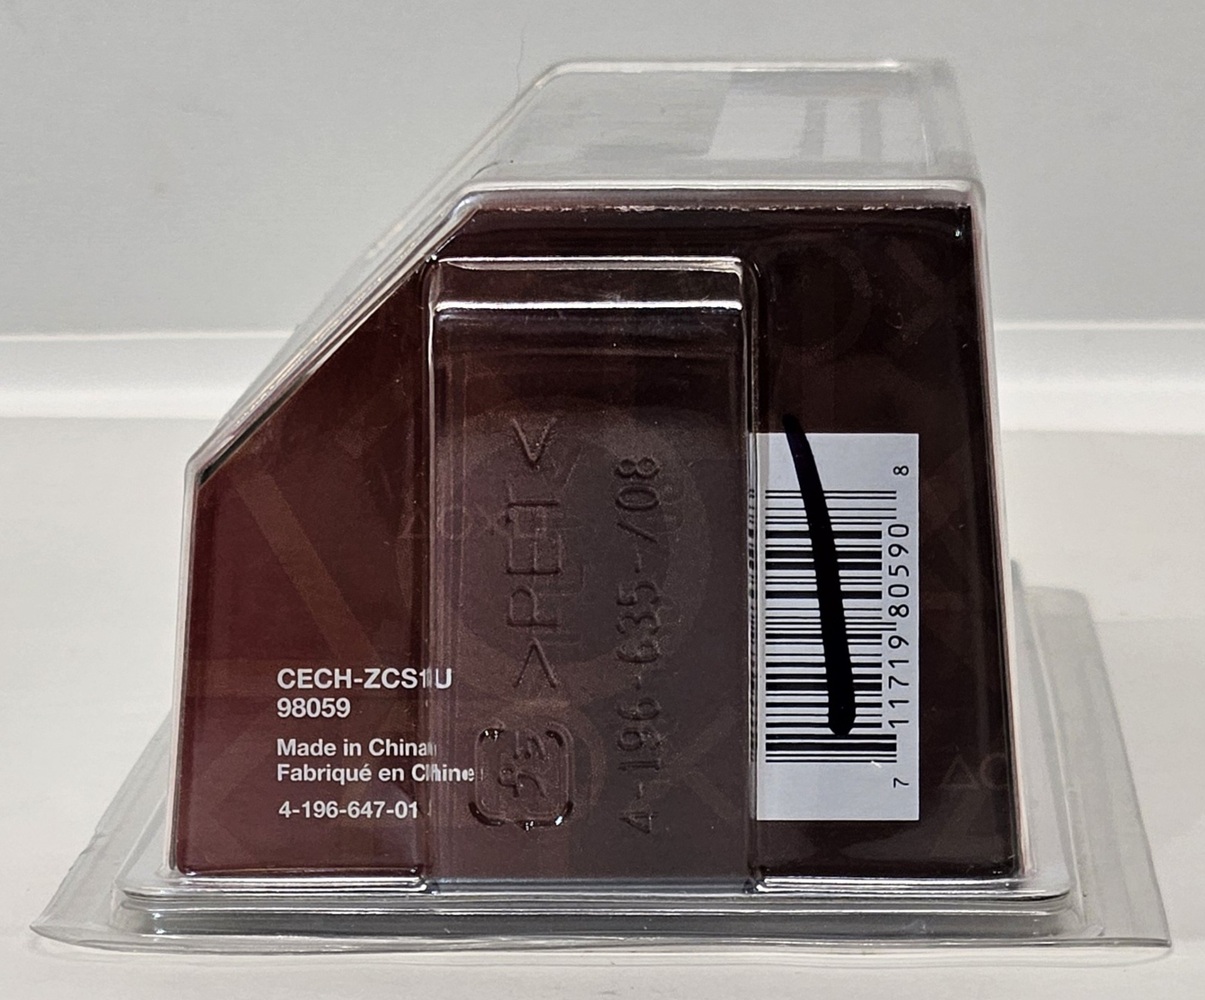 CECH-ZCS1U
98059
Made in China
Fabriqué en Chine
4-196-647-01
>PET<
4-196-635-/08
7 11719 80590 8